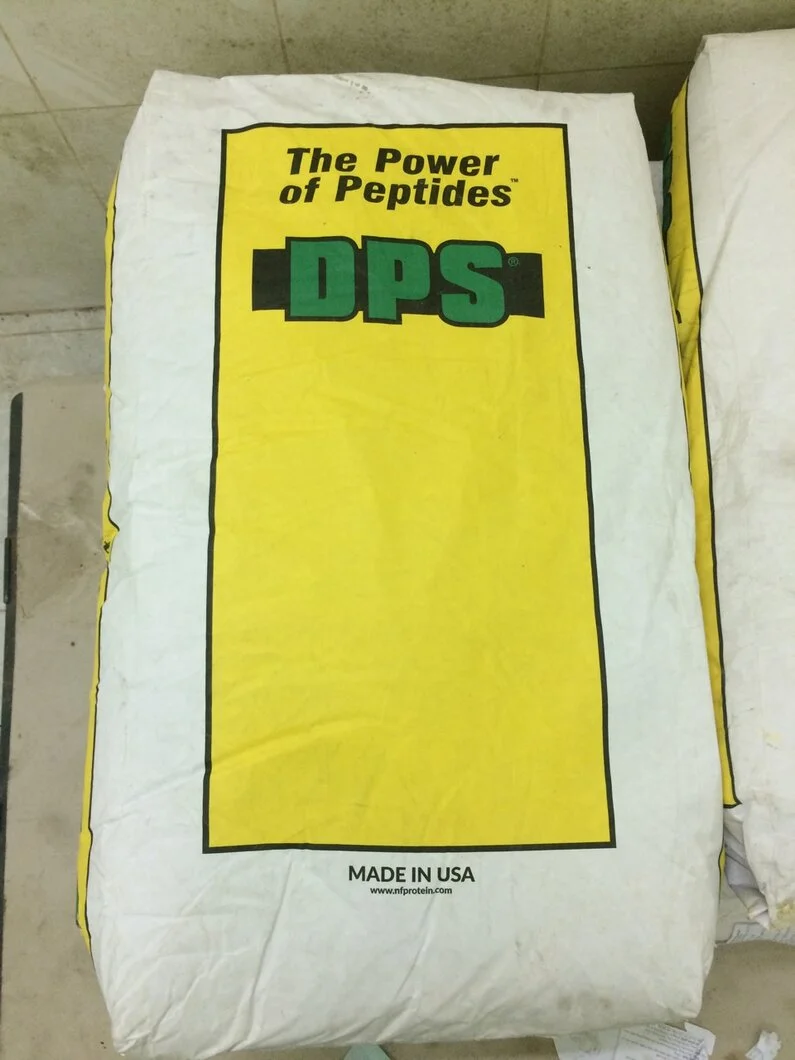 The Power
of Peptides™
DPS®
MADE IN USA
www.nfprotein.com